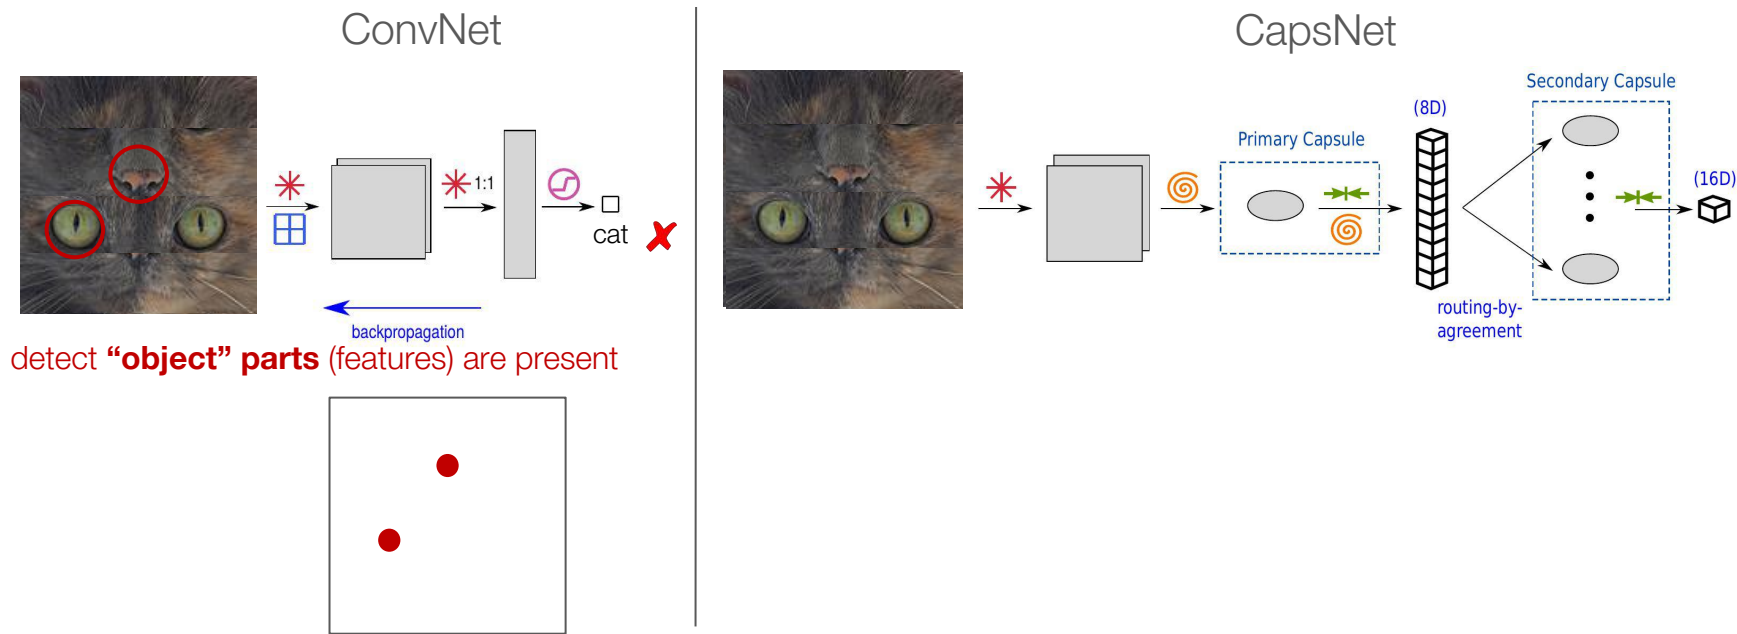 ConvNet
1:1
cat
backpropagation
detect “object” parts (features) are present
CapsNet
Primary Capsule
(8D)
routing-by-
agreement
Secondary Capsule
(16D)